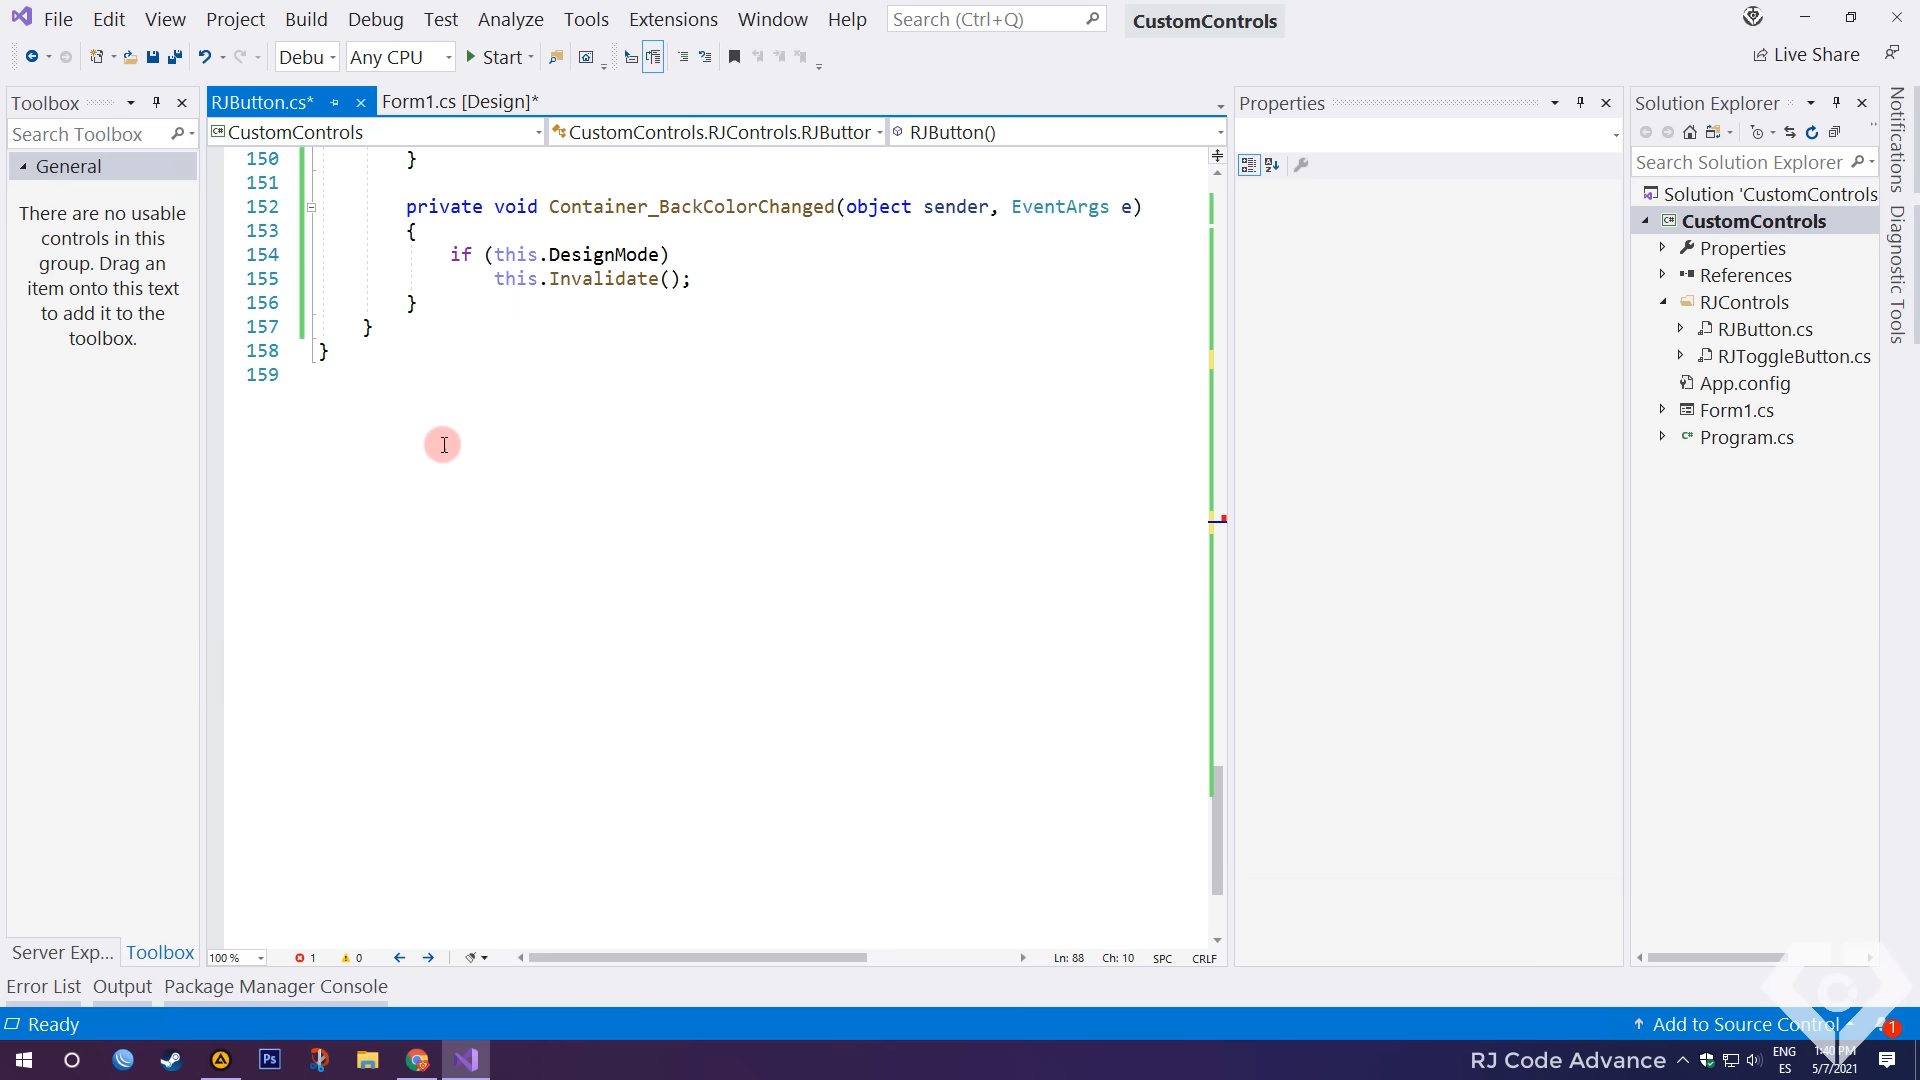 File Edit View Project Build Debug Test Analyze Tools Extensions Window Help Search (Ctrl+Q) CustomControls
Debu Any CPU Start Live Share
Toolbox
Search Toolbox
General
There are no usable
controls in this
group. Drag an
item onto this text
to add it to the
toolbox.
Server Exp... Toolbox
RJButton.cs* Form1.cs [Design]*
CustomControls CustomControls.RJControls.RJButtor RJButton()
150 }
151
152 private void Container_BackColorChanged(object sender, EventArgs e)
153 {
154 if (this.DesignMode)
155 this.Invalidate();
156 }
157 }
158 }
159
100 % 1 0 Ln: 88 Ch: 10 SPC CRLF
Properties
Solution Explorer
Search Solution Explorer
Solution 'CustomControls
CustomControls
Properties
References
RJControls
RJButton.cs
RJToggleButton.cs
App.config
Form1.cs
Program.cs
Notifications
Diagnostic Tools
Error List Output Package Manager Console
Ready Add to Source Control 1
Ps RJ Code Advance ENG
ES 1:40 PM
5/7/2021